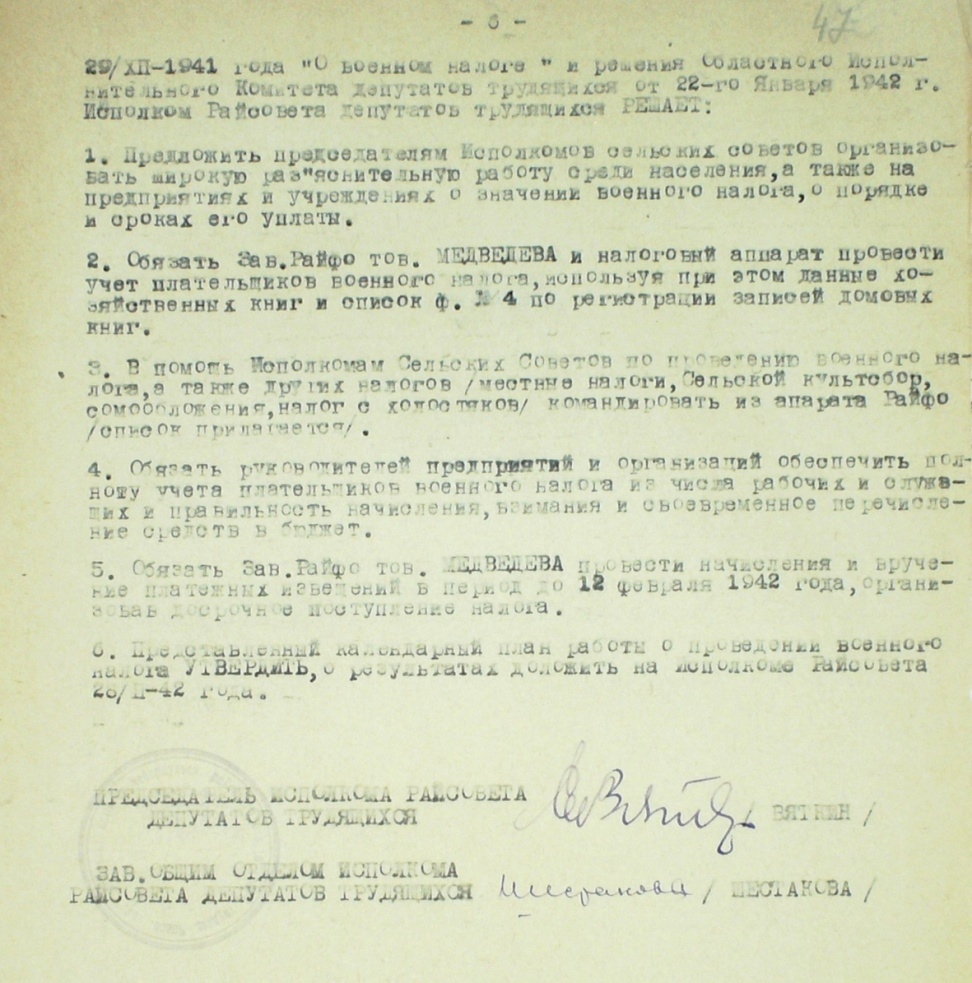 - 6 -
47
29/ХП-1941 года "О военном налоге " и решения Областного Испол-
нительного Комитета депутатов трудящихся от 22-го Января 1942 г.
Исполком Райсовета депутатов трудящихся РЕШАЕТ:
1. Предложить председателям Исполкомов сельских советов организо-
вать широкую раз"яснительную работу среди населения,а также на
предприятиях и учреждениях о значении военного налога,о порядке
и сроках его уплаты.
2. Обязать Зав.Райфо тов. МЕДВЕДЕВА и налоговый аппарат провести
учет плательщиков военного налога,используя при этом данные хо-
зяйственных книг и список ф. № 4 по регистрации записей домовых
книг.
3. В помощь Исполкомам Сельских Советов по проведению военного на-
лога,а также других налогов /местные налоги,Сельской культсбор,
сомообложения,налог с холостяков/ командировать из апарата Райфо
/список прилагается/.
4. Обязать руководителей предприятий и организаций обеспечить пол-
ноту учета плательщиков военного налога из числа рабочих и служа-
щих и правильность начисления,взимания и своевременное перечисле-
ние средств в бюджет.
5. Обязать Зав.Райфо тов. МЕДВЕДЕВА провести начисления и вруче-
ние платежных извещений в период до 12 февраля 1942 года,органи-
зовав досрочное поступление налога.
6. Представленный календарный план работы о проведении военного
налога УТВЕРДИТЬ,о результатах доложить на исполкоме Райсовета
28/П-42 года.
ПРЕДСЕДАТЕЛЬ ИСПОЛКОМА РАЙСОВЕТА
ДЕПУТАТОВ ТРУДЯЩИХСЯ / ВЯТКИН /
ЗАВ.ОБЩИМ ОТДЕЛОМ ИСПОЛКОМА
РАЙСОВЕТА ДЕПУТАТОВ ТРУДЯЩИХСЯ Шестакова / ШЕСТАКОВА /